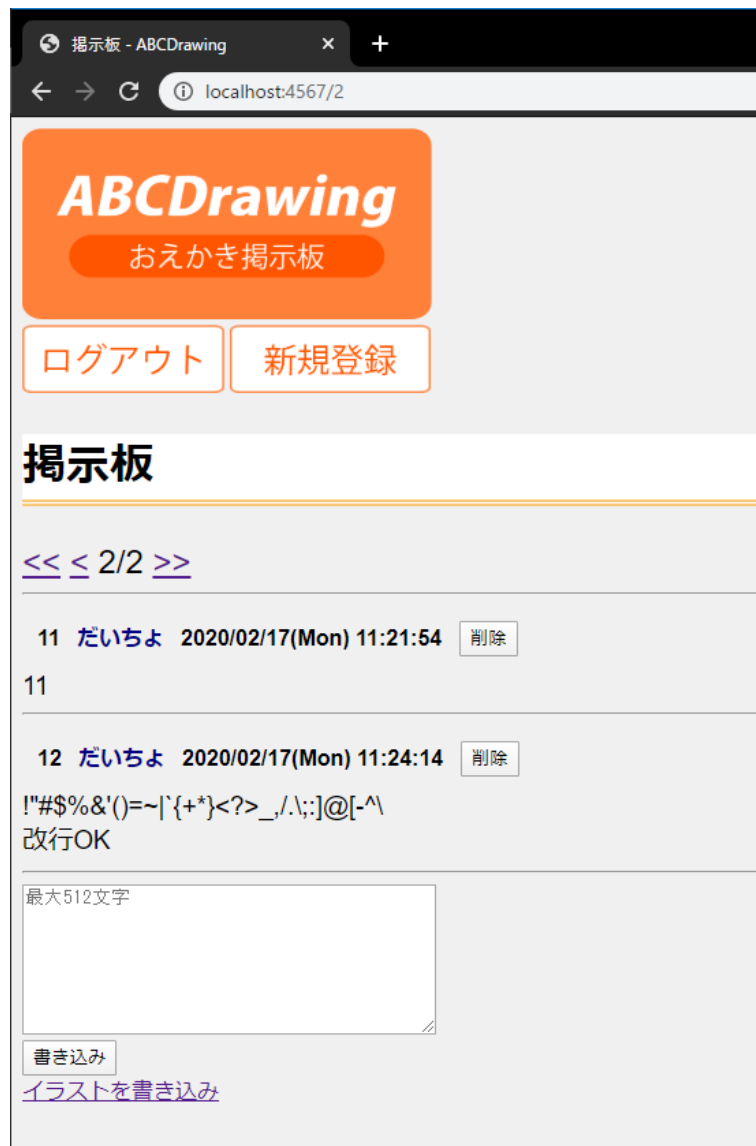 掲示板 - ABCDrawing
localhost:4567/2
ABCDrawing
おえかき掲示板
ログアウト 新規登録
掲示板
<< < 2/2 >>
11 だいちょ 2020/02/17(Mon) 11:21:54 削除
11
12 だいちょ 2020/02/17(Mon) 11:24:14 削除
!"#$%&'()=~|`{+*}<?>_,/.\;:]@[-^\
改行OK
最大512文字
書き込み
イラストを書き込み